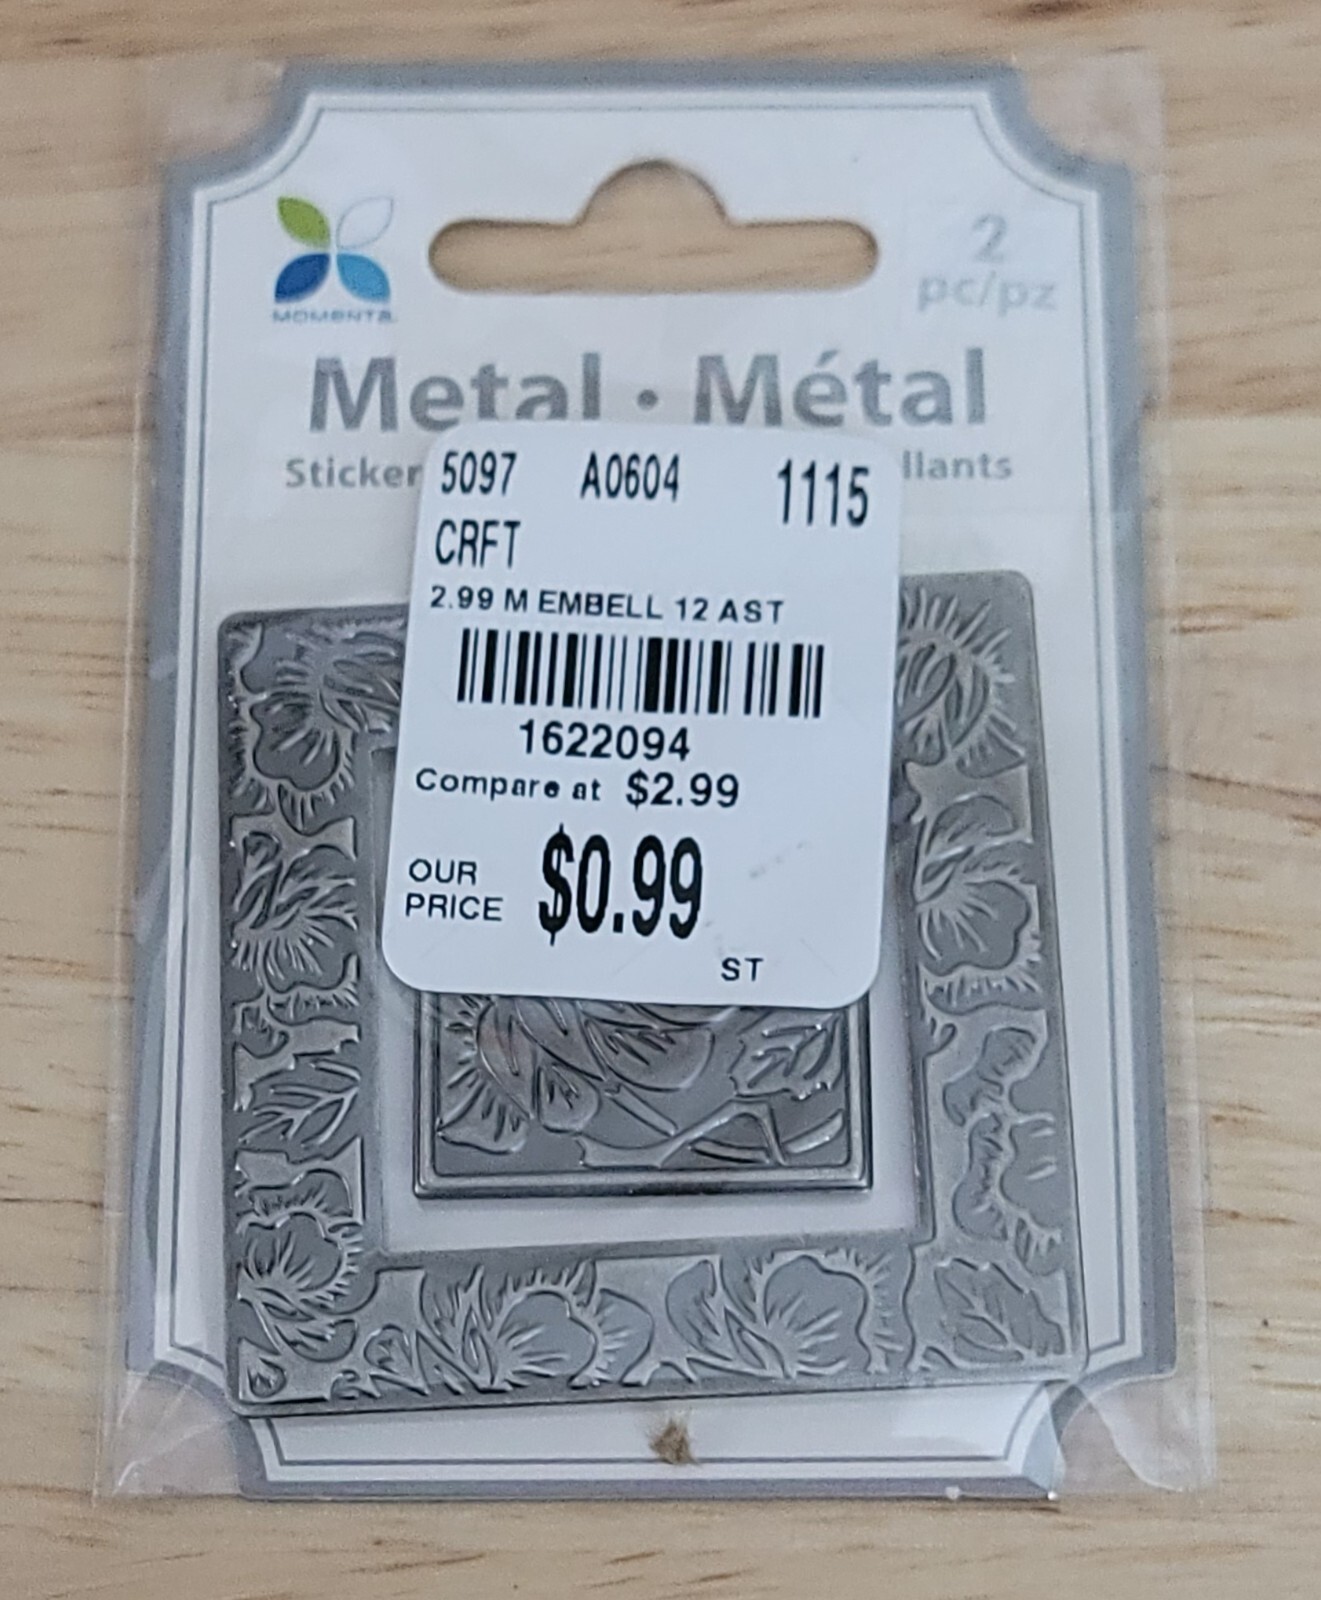 MOMENTA
2
pc/pz
Metal · Métal
Sticker
llants
5097 A0604 1115
CRFT
2.99 M EMBELL 12 AST
1622094
Compare at $2.99
OUR
PRICE $0.99
ST